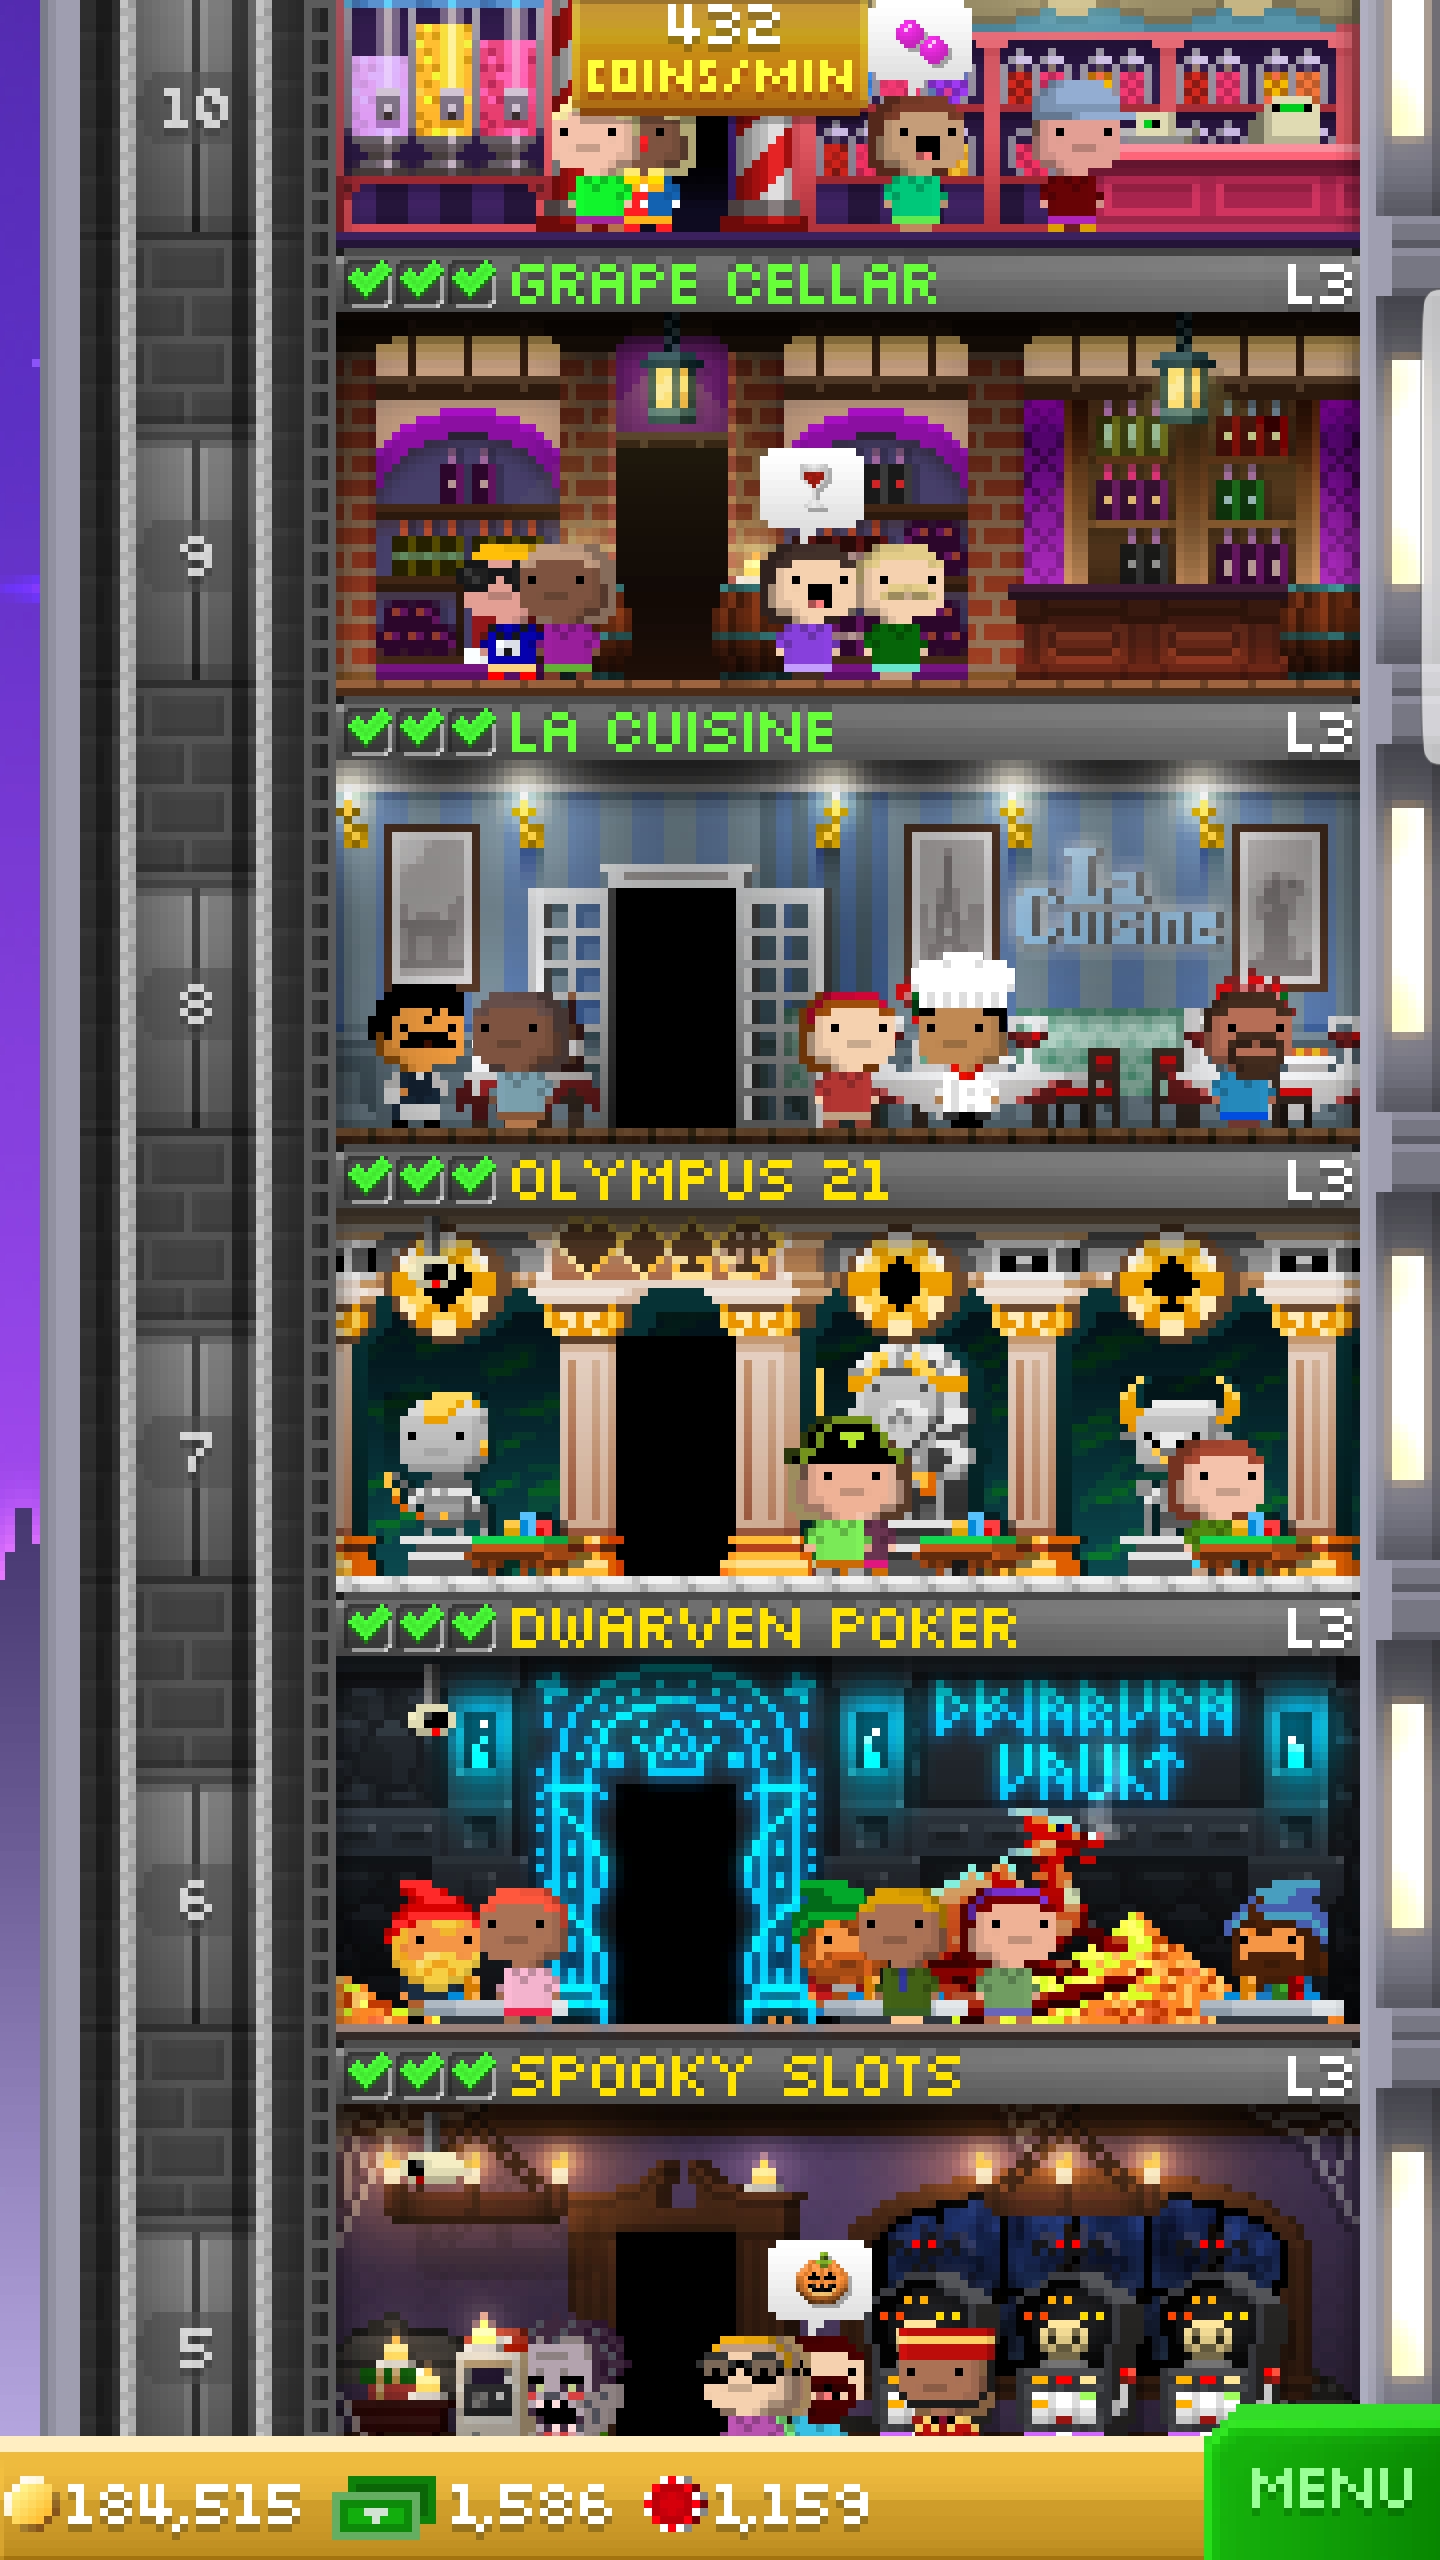 432
COINS/MIN
10
GRAPE CELLAR L3
9
LA CUISINE L3
La
Cuisine
8
OLYMPUS 21 L3
7
DWARVEN POKER L3
DWARVEN
VAULT
6
SPOOKY SLOTS L3
5
184,515 1,586 1,159
MENU